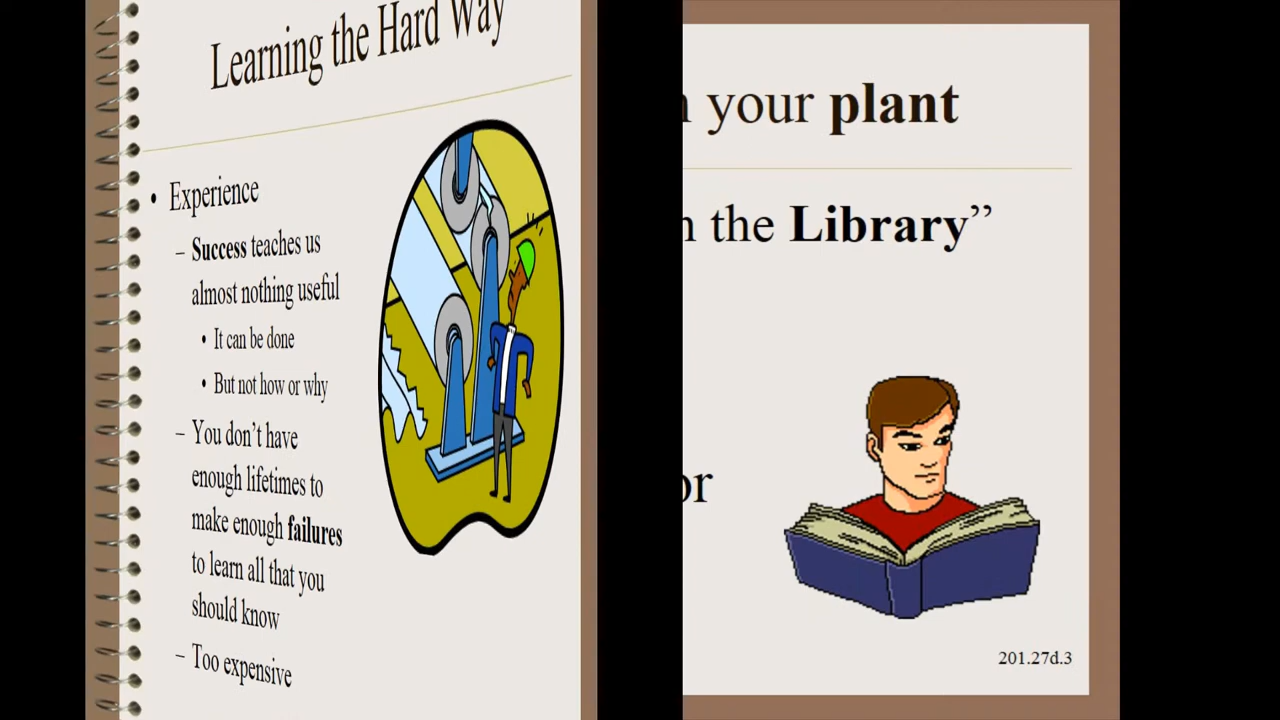 Learning the Hard Way
• Experience
– Success teaches us
almost nothing useful
• It can be done
• But not how or why
– You don’t have
enough lifetimes to
make enough failures
to learn all that you
should know
– Too expensive
your plant
the Library”
or
201.27d.3